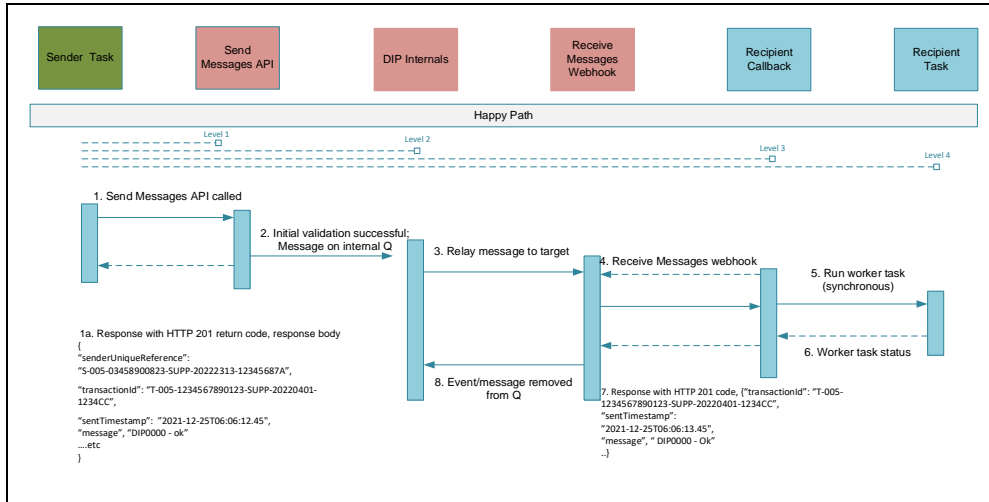 Sender Task
Send
Messages API
DIP Internals
Receive
Messages
Webhook
Recipient
Callback
Recipient
Task
Happy Path
Level 1
Level 2
Level 3
Level 4
1. Send Messages API called
2. Initial validation successful;
Message on internal Q
3. Relay message to target
4. Receive Messages webhook
5. Run worker task
(synchronous)
6. Worker task status
1a. Response with HTTP 201 return code, response body
{
“senderUniqueReference”:
“S-005-03458900823-SUPP-20222313-12345687A”,
“transactionId”: “T-005-1234567890123-SUPP-20220401-
1234CC”,
“sentTimestamp”: "2021-12-25T06:06:12.45",
“message”, “DIP0000 - ok”
….etc
}
8. Event/message removed
from Q
7. Response with HTTP 201 code, {“transactionId”: “T-005-
1234567890123-SUPP-20220401-1234CC”,
“sentTimestamp”:
"2021-12-25T06:06:13.45",
“message”, “ DIP0000 - Ok”
..}